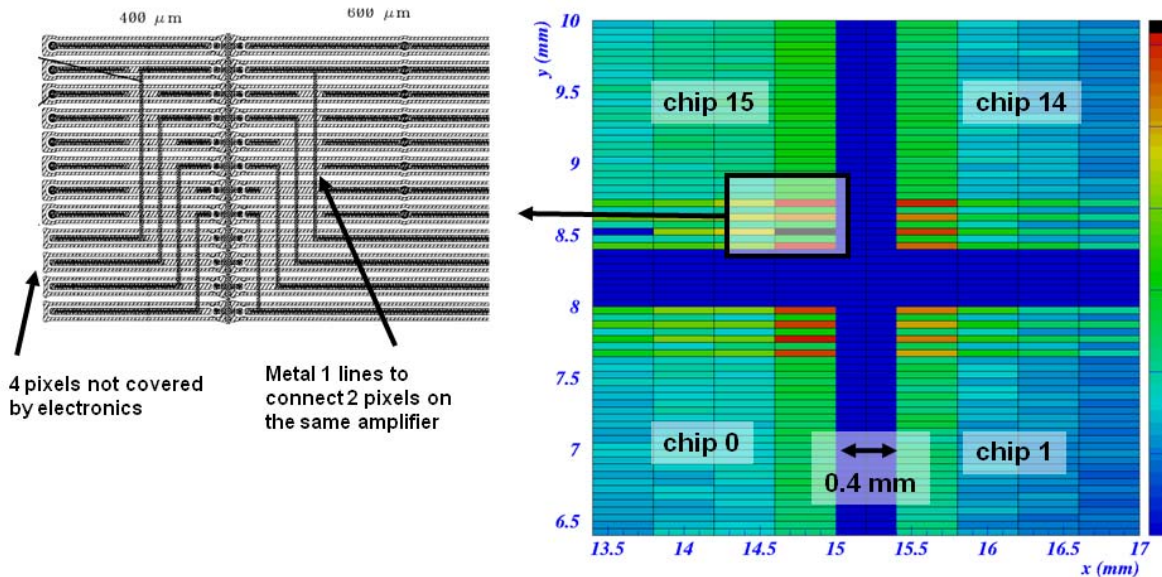 400 μm
600 μm
4 pixels not covered
by electronics
Metal 1 lines to
connect 2 pixels on
the same amplifier
y (mm)
10
9.5
9
8.5
8
7.5
7
6.5
chip 15
chip 14
chip 0
chip 1
0.4 mm
13.5
14
14.5
15
15.5
16
16.5
17
x (mm)